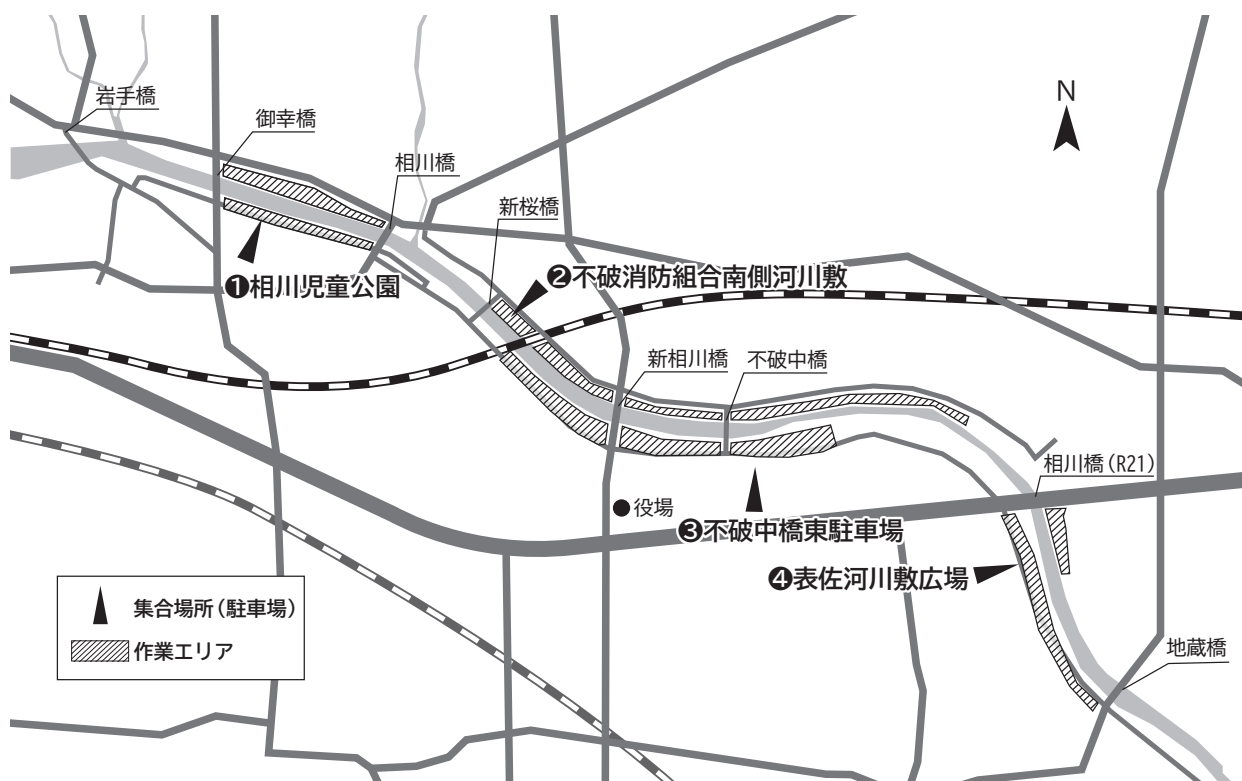 N
岩手橋
御幸橋
相川橋
新桜橋
❶相川児童公園
❷不破消防組合南側河川敷
新相川橋
不破中橋
相川橋(R21)
●役場
❸不破中橋東駐車場
❹表佐河川敷広場
集合場所(駐車場)
作業エリア
地蔵橋